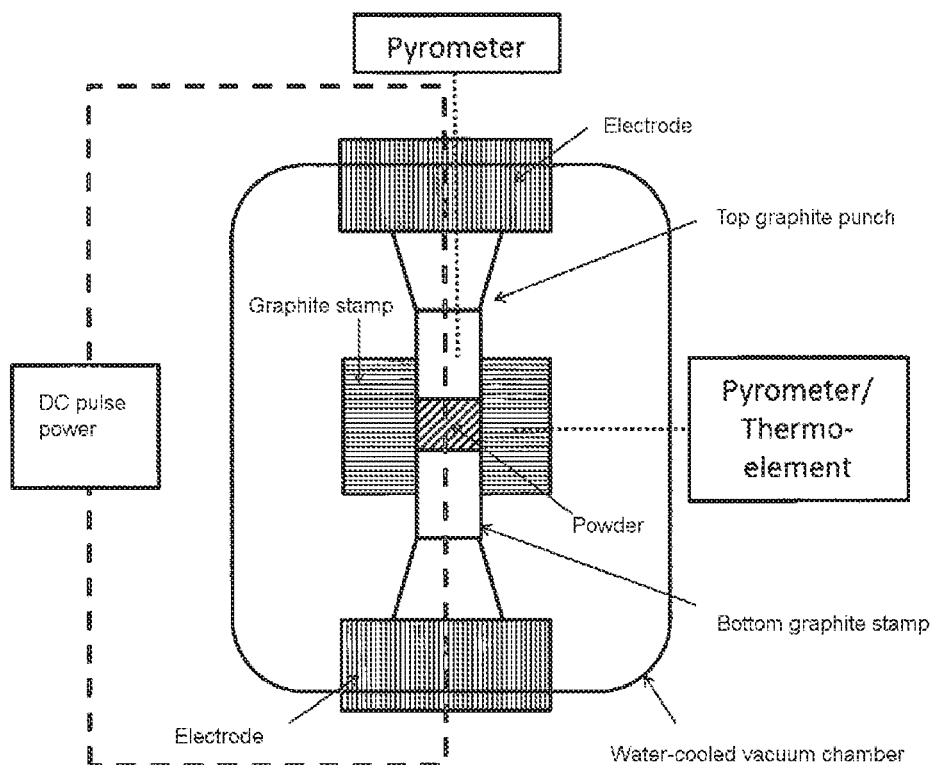 Pyrometer
Electrode
Top graphite punch
Graphite stamp
DC pulse
power
Pyrometer/
Thermo-
element
Powder
Bottom graphite stamp
Electrode
Water-cooled vacuum chamber